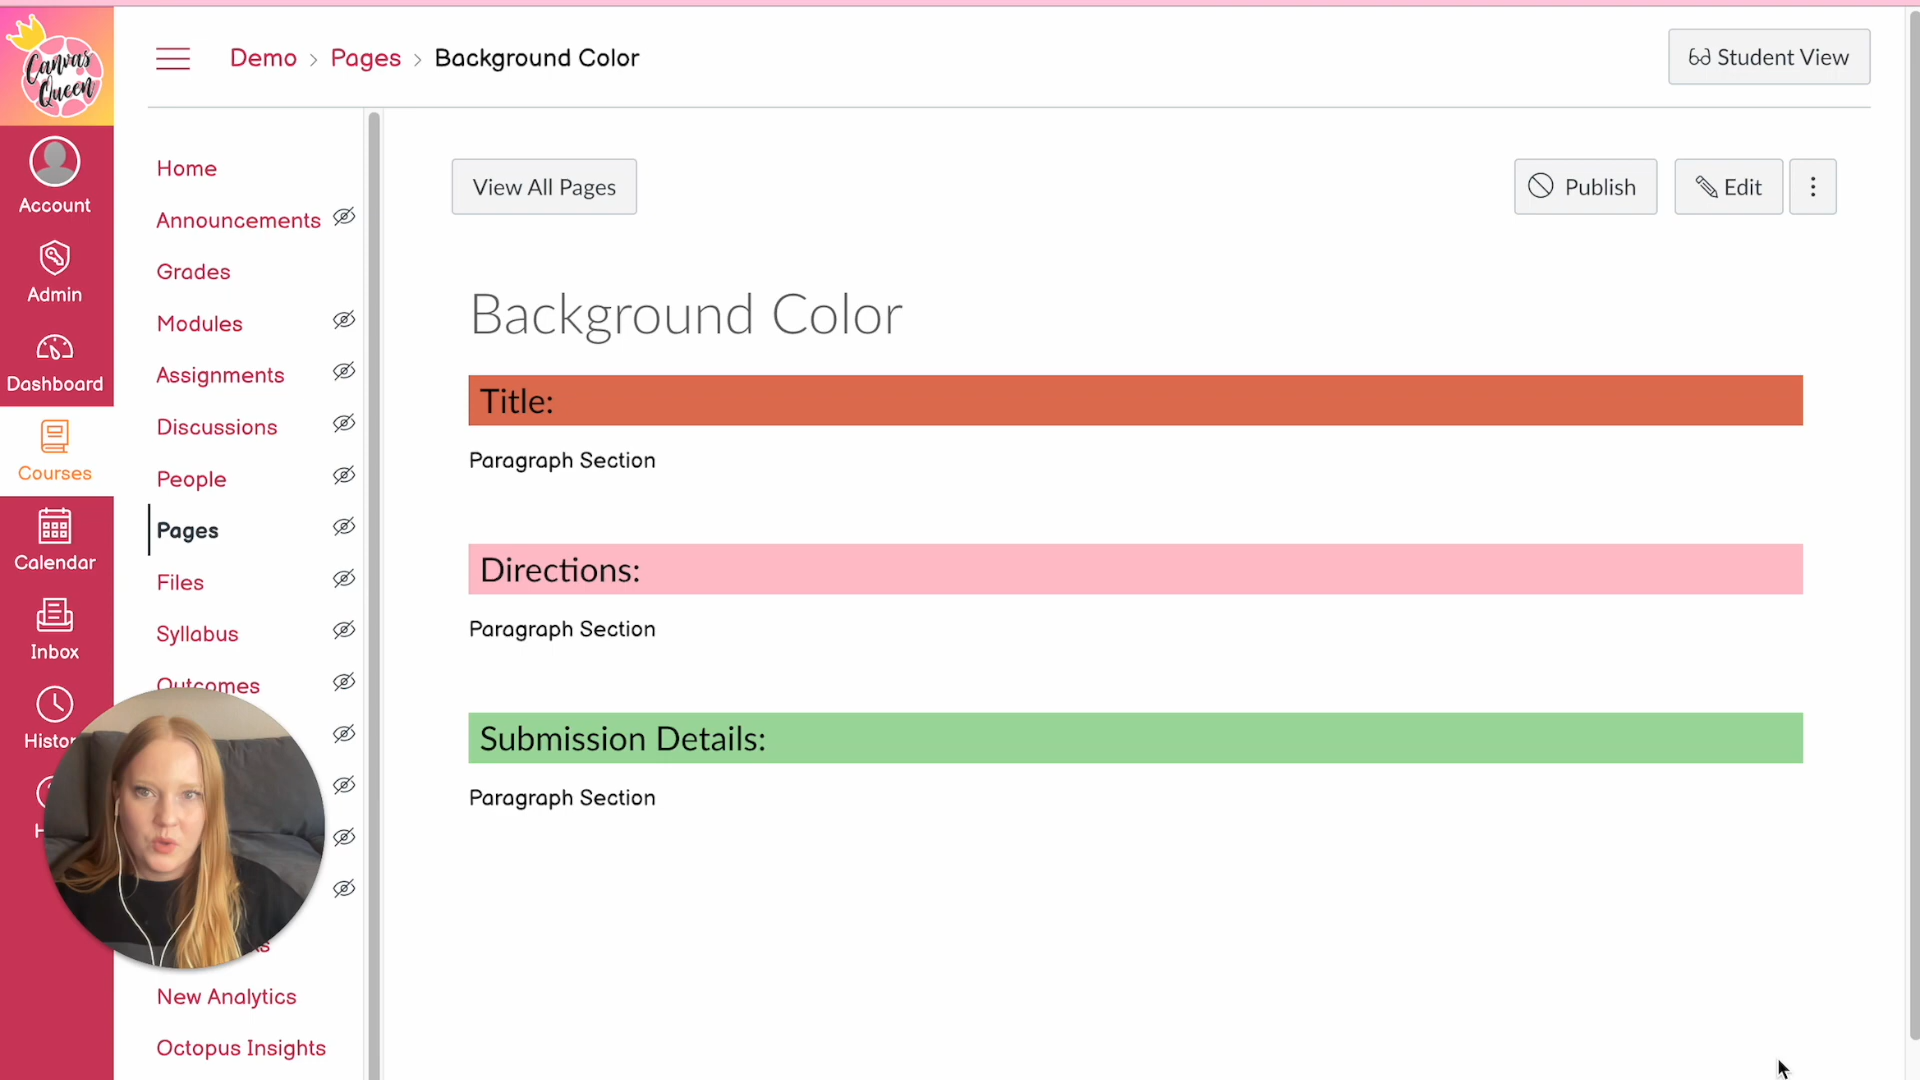 Canvas
Queen
Demo > Pages > Background Color
Student View
Account
Admin
Dashboard
Courses
Calendar
Inbox
Home
Announcements
Grades
Modules
Assignments
Discussions
People
Pages
Files
Syllabus
Outcomes
New Analytics
Octopus Insights
View All Pages
Publish
Edit
Background Color
Title:
Paragraph Section
Directions:
Paragraph Section
Submission Details:
Paragraph Section